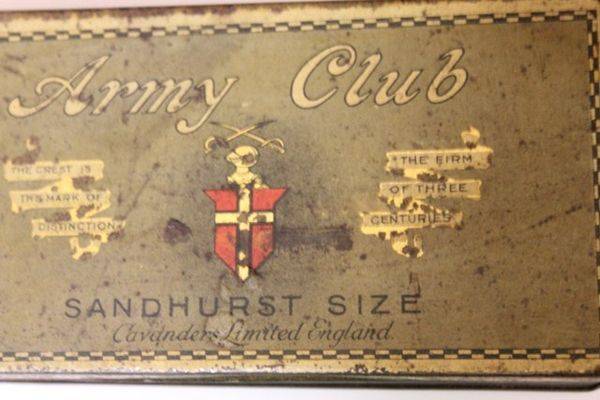 Army Club
THE CREST IS
THE MARK OF
DISTINCTION
THE FIRM
OF THREE
CENTURIES
SANDHURST SIZE
Cavanders Limited England.